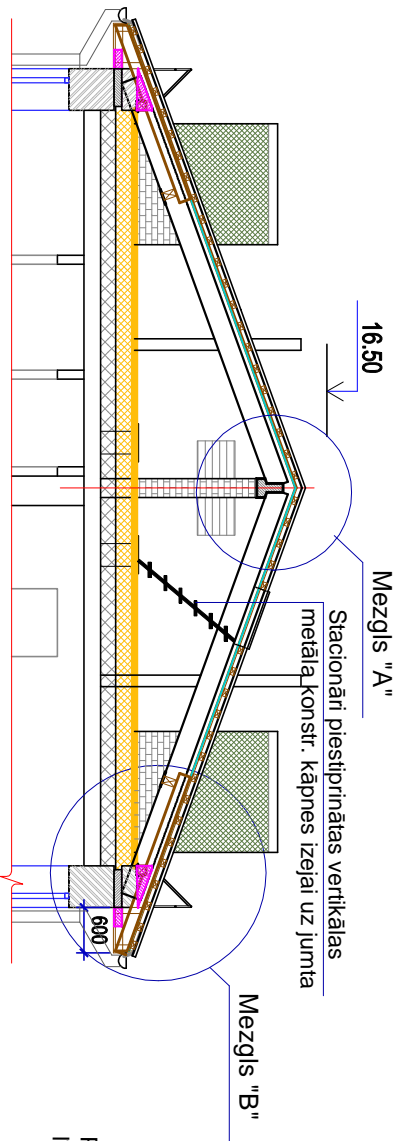 16.50
Mezgls "A"
Stacionāri piestiprinātas vertikālas
metāla konstr. kāpnes izejai uz jumta
600
Mezgls "B"